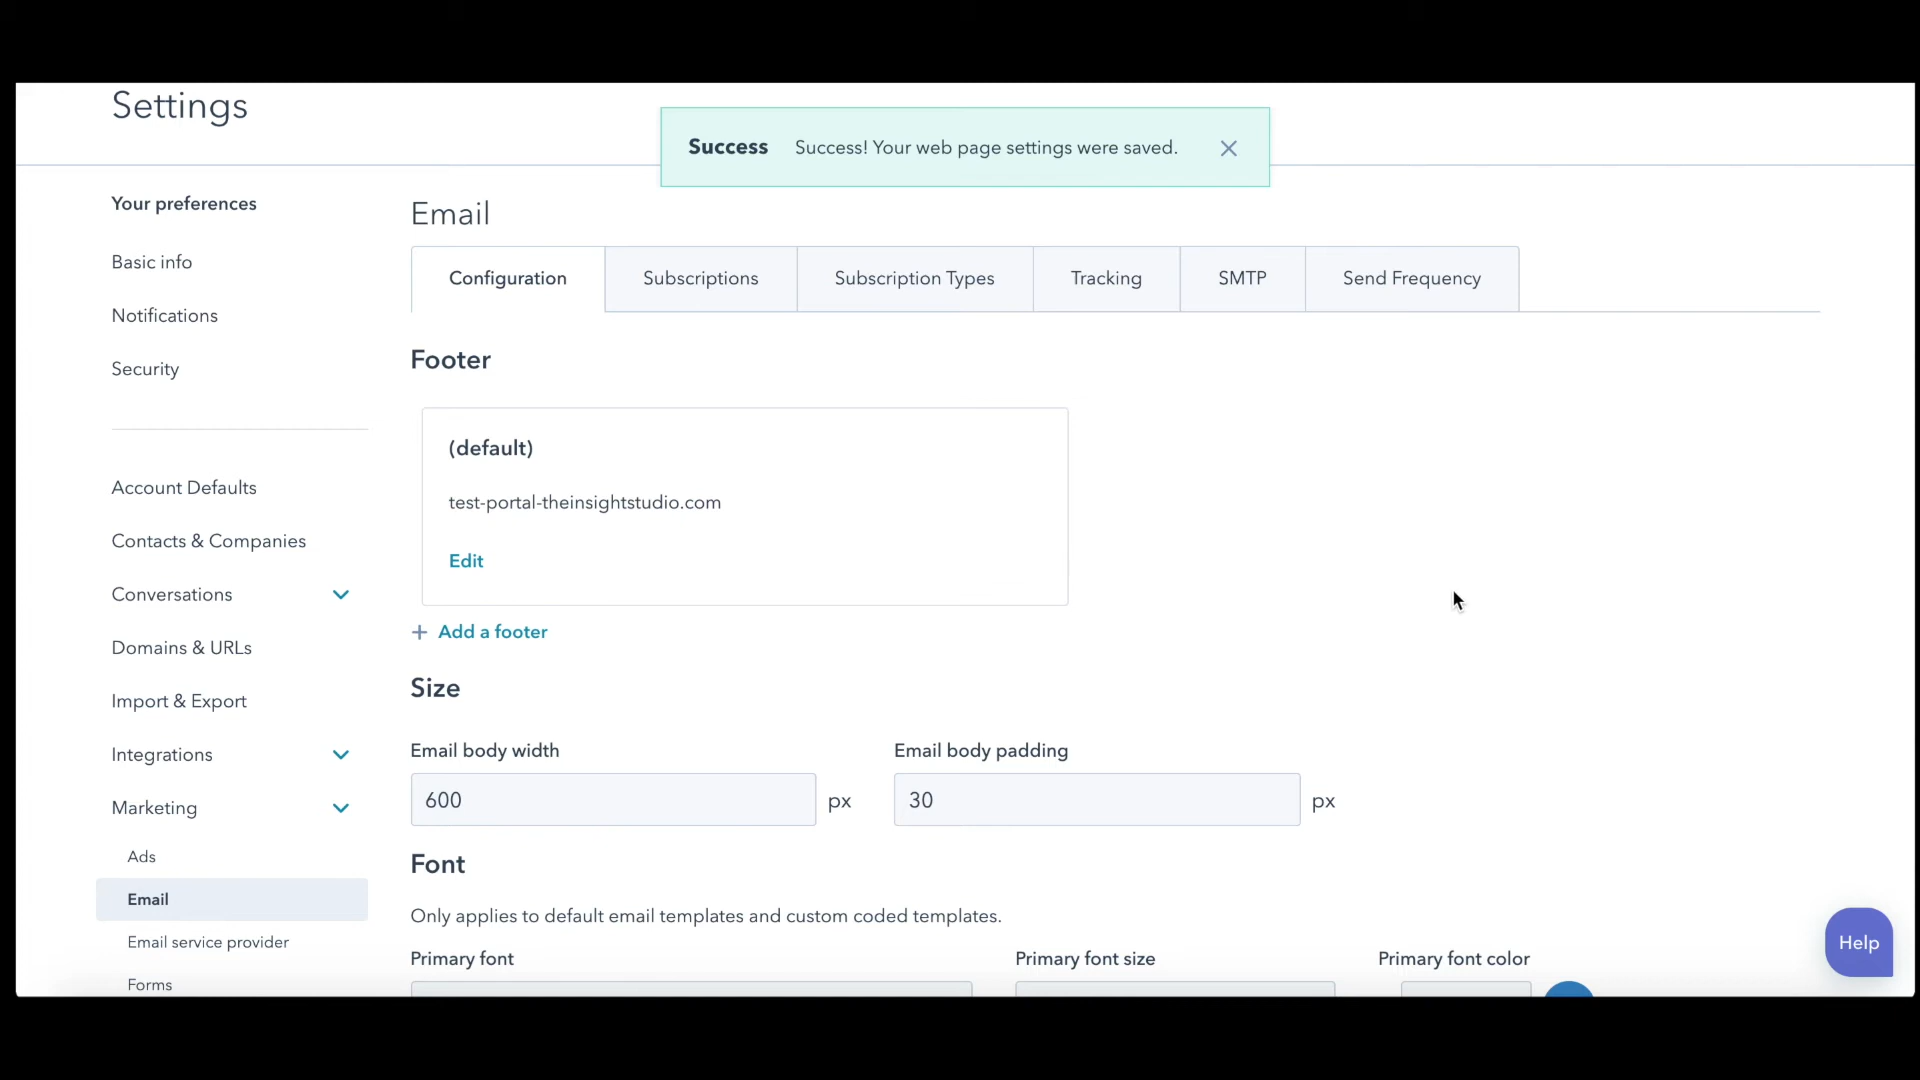 Settings
Success Success! Your web page settings were saved.
Your preferences
Basic info
Notifications
Security
Account Defaults
Contacts & Companies
Conversations
Domains & URLs
Import & Export
Integrations
Marketing
Ads
Email
Email service provider
Forms
Email
Configuration Subscriptions Subscription Types Tracking SMTP Send Frequency
Footer
(default)
test-portal-theinsightstudio.com
Edit
+ Add a footer
Size
Email body width Email body padding
600 px 30 px
Font
Only applies to default email templates and custom coded templates.
Primary font Primary font size Primary font color
Help